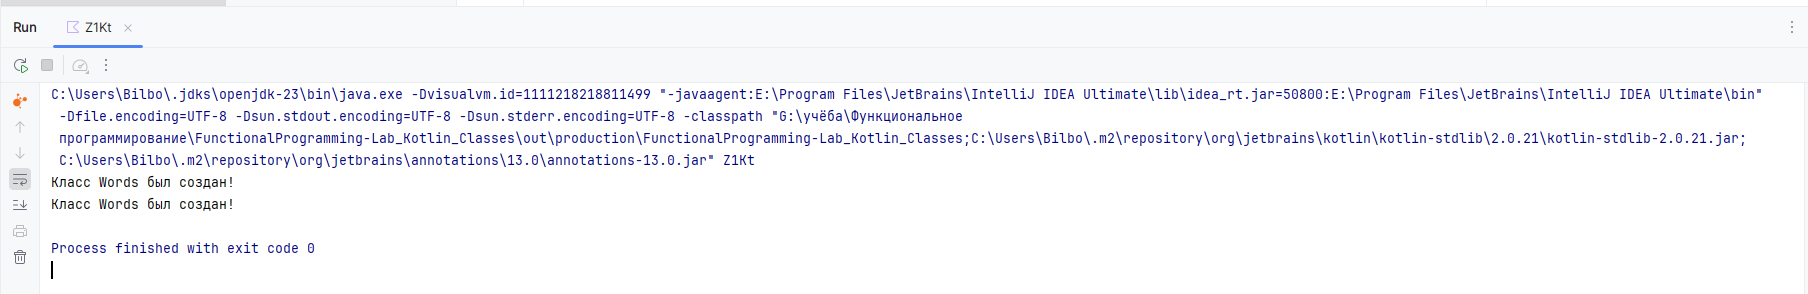 Run Z1Kt
C:\Users\Bilbo\.jdks\openjdk-23\bin\java.exe -Dvisualvm.id=1111218218811499 "-javaagent:E:\Program Files\JetBrains\IntelliJ IDEA Ultimate\lib\idea_rt.jar=50800:E:\Program Files\JetBrains\IntelliJ IDEA Ultimate\bin"
-Dfile.encoding=UTF-8 -Dsun.stdout.encoding=UTF-8 -Dsun.stderr.encoding=UTF-8 -classpath "G:\учёба\Функциональное
программирование\FunctionalProgramming-Lab_Kotlin_Classes\out\production\FunctionalProgramming-Lab_Kotlin_Classes;C:\Users\Bilbo\.m2\repository\org\jetbrains\kotlin\kotlin-stdlib\2.0.21\kotlin-stdlib-2.0.21.jar;
C:\Users\Bilbo\.m2\repository\org\jetbrains\annotations\13.0\annotations-13.0.jar" Z1Kt
Класс Words был создан!
Класс Words был создан!
Process finished with exit code 0